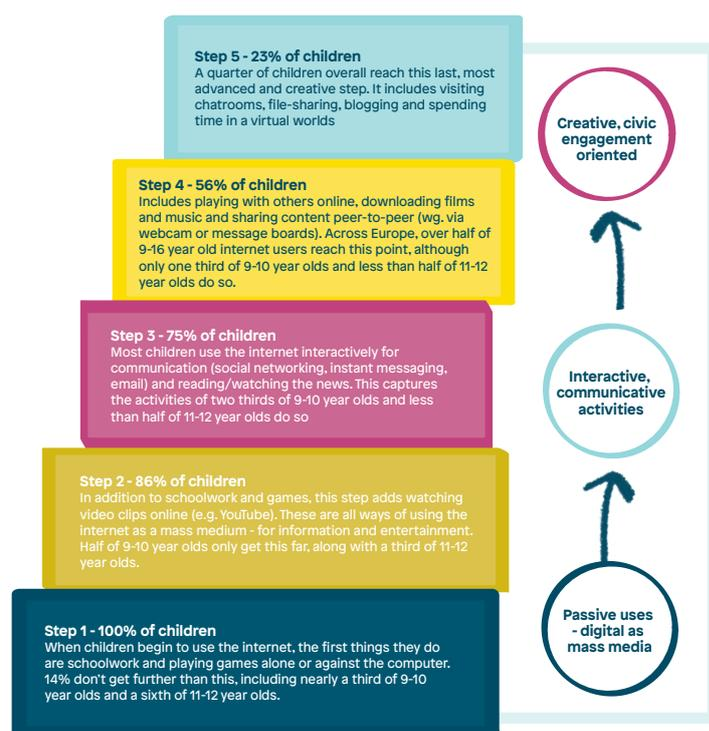 Step 5 - 23% of children
A quarter of children overall reach this last, most
advanced and creative step. It includes visiting
chatrooms, file-sharing, blogging and spending
time in a virtual worlds
Creative, civic
engagement
oriented
Step 4 - 56% of children
Includes playing with others online, downloading films
and music and sharing content peer-to-peer (wg. via
webcam or message boards). Across Europe, over half of
9-16 year old internet users reach this point, although
only one third of 9-10 year olds and less than half of 11-12
year olds do so.
Step 3 - 75% of children
Most children use the internet interactively for
communication (social networking, instant messaging,
email) and reading/watching the news. This captures
the activities of two thirds of 9-10 year olds and less
than half of 11-12 year olds do so
Interactive,
communicative
activities
Step 2 - 86% of children
In addition to schoolwork and games, this step adds watching
video clips online (e.g. YouTube). These are all ways of using the
internet as a mass medium - for information and entertainment.
Half of 9-10 year olds only get this far, along with a third of 11-12
year olds.
Step 1 - 100% of children
When children begin to use the internet, the first things they do
are schoolwork and playing games alone or against the computer.
14% don't get further than this, including nearly a third of 9-10
year olds and a sixth of 11-12 year olds.
Passive uses
- digital as
mass media